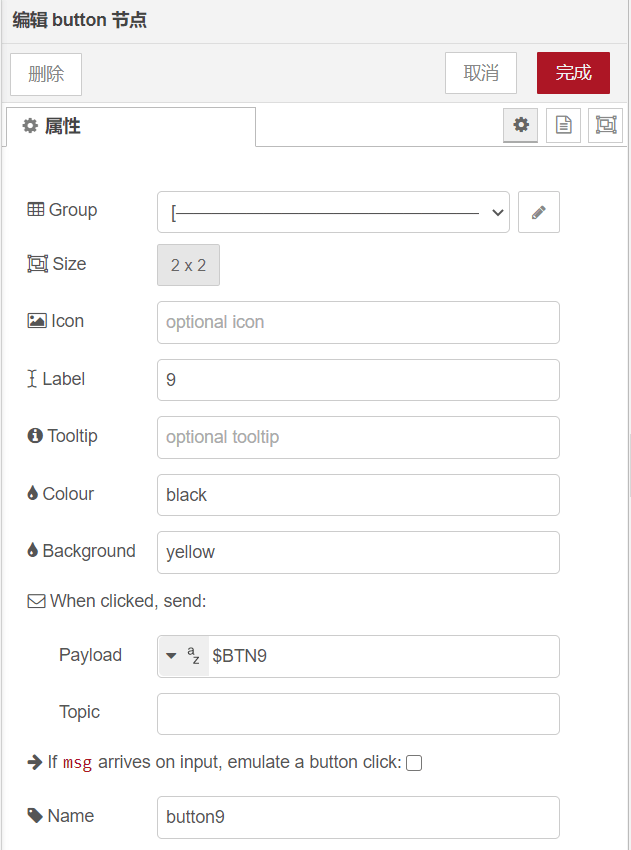 编辑 button 节点
删除 取消 完成
属性
Group [————————————————
Size 2 x 2
Icon optional icon
Label 9
Tooltip optional tooltip
Colour black
Background yellow
When clicked, send:
Payload az $BTN9
Topic
If msg arrives on input, emulate a button click:
Name button9